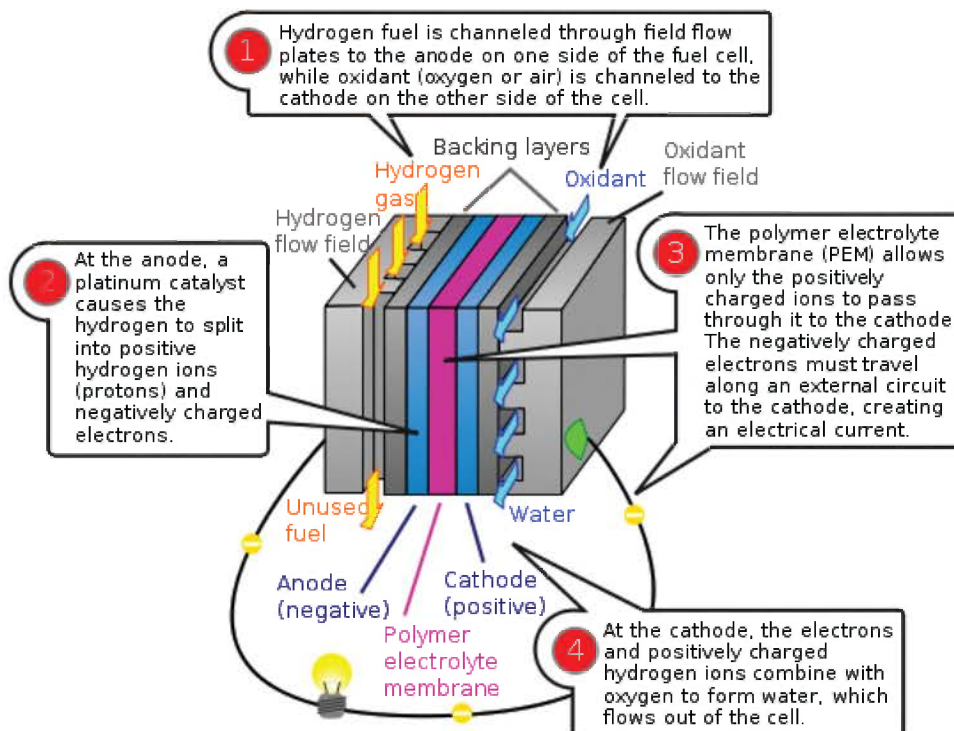 1
Hydrogen fuel is channeled through field flow
plates to the anode on one side of the fuel cell,
while oxidant (oxygen or air) is channeled to the
cathode on the other side of the cell.
Backing layers
Oxidant
flow field
Hydrogen
gas
Oxidant
Hydrogen
flow field
2
At the anode, a
platinum catalyst
causes the
hydrogen to split
into positive
hydrogen ions
(protons) and
negatively charged
electrons.
3
The polymer electrolyte
membrane (PEM) allows
only the positively
charged ions to pass
through it to the cathode
The negatively charged
electrons must travel
along an external circuit
to the cathode, creating
an electrical current.
Unused
fuel
Water
Anode
(negative)
Cathode
(positive)
Polymer
electrolyte
membrane
4
At the cathode, the electrons
and positively charged
hydrogen ions combine with
oxygen to form water, which
flows out of the cell.